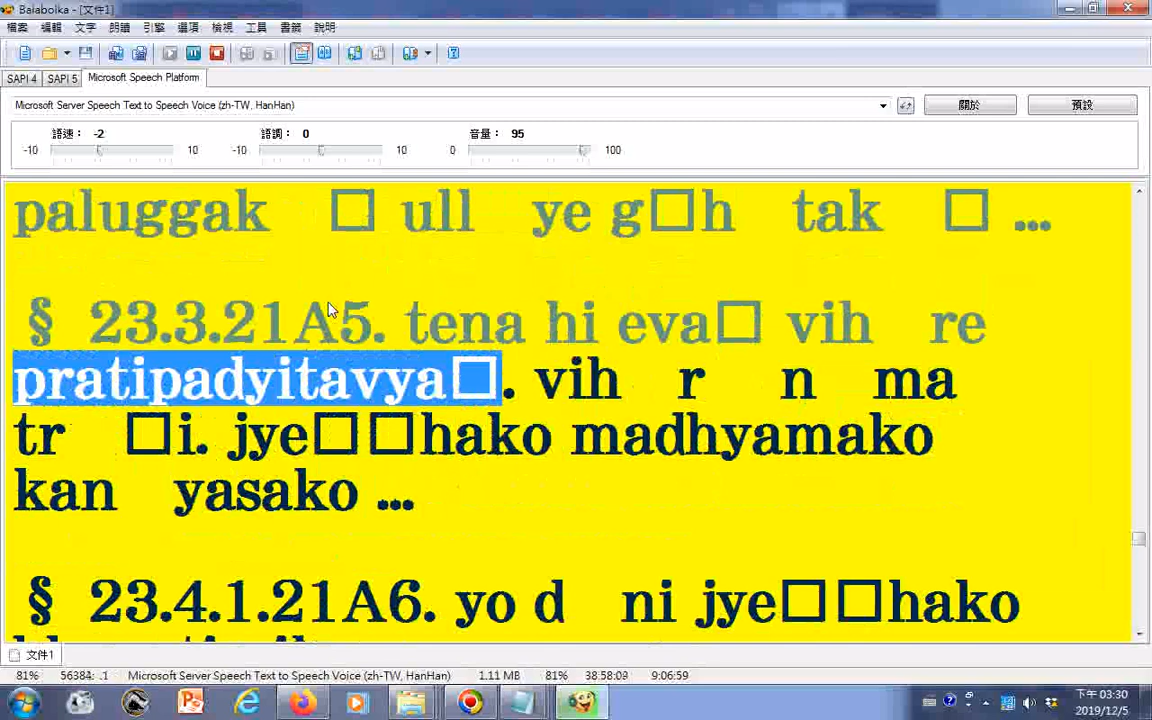 Balabolka - [文件1]
檔案 編輯 文字 朗讀 引擎 選項 檢視 工具 書籤 說明
SAPI 4 SAPI 5 Microsoft Speech Platform
Microsoft Server Speech Text to Speech Voice (zh-TW, HanHan) 關於 預設
語速： -2 語調： 0 音量： 95
-10 10 -10 10 0 100
paluggak □ ull ye g□h tak □ ...
§ 23.3.21A5. tena hi eva□ vih re
pratipadyitavya□. vih r n ma
tr □i. jye□□hako madhyamako
kan yasako ...
§ 23.4.1.21A6. yo d ni jye□□hako
文件1
81% Microsoft Server Speech Text to Speech Voice (zh-TW, HanHan) 1.11 MB 81% 38:58:09 9:06:59
下午 03:30
2019/12/5